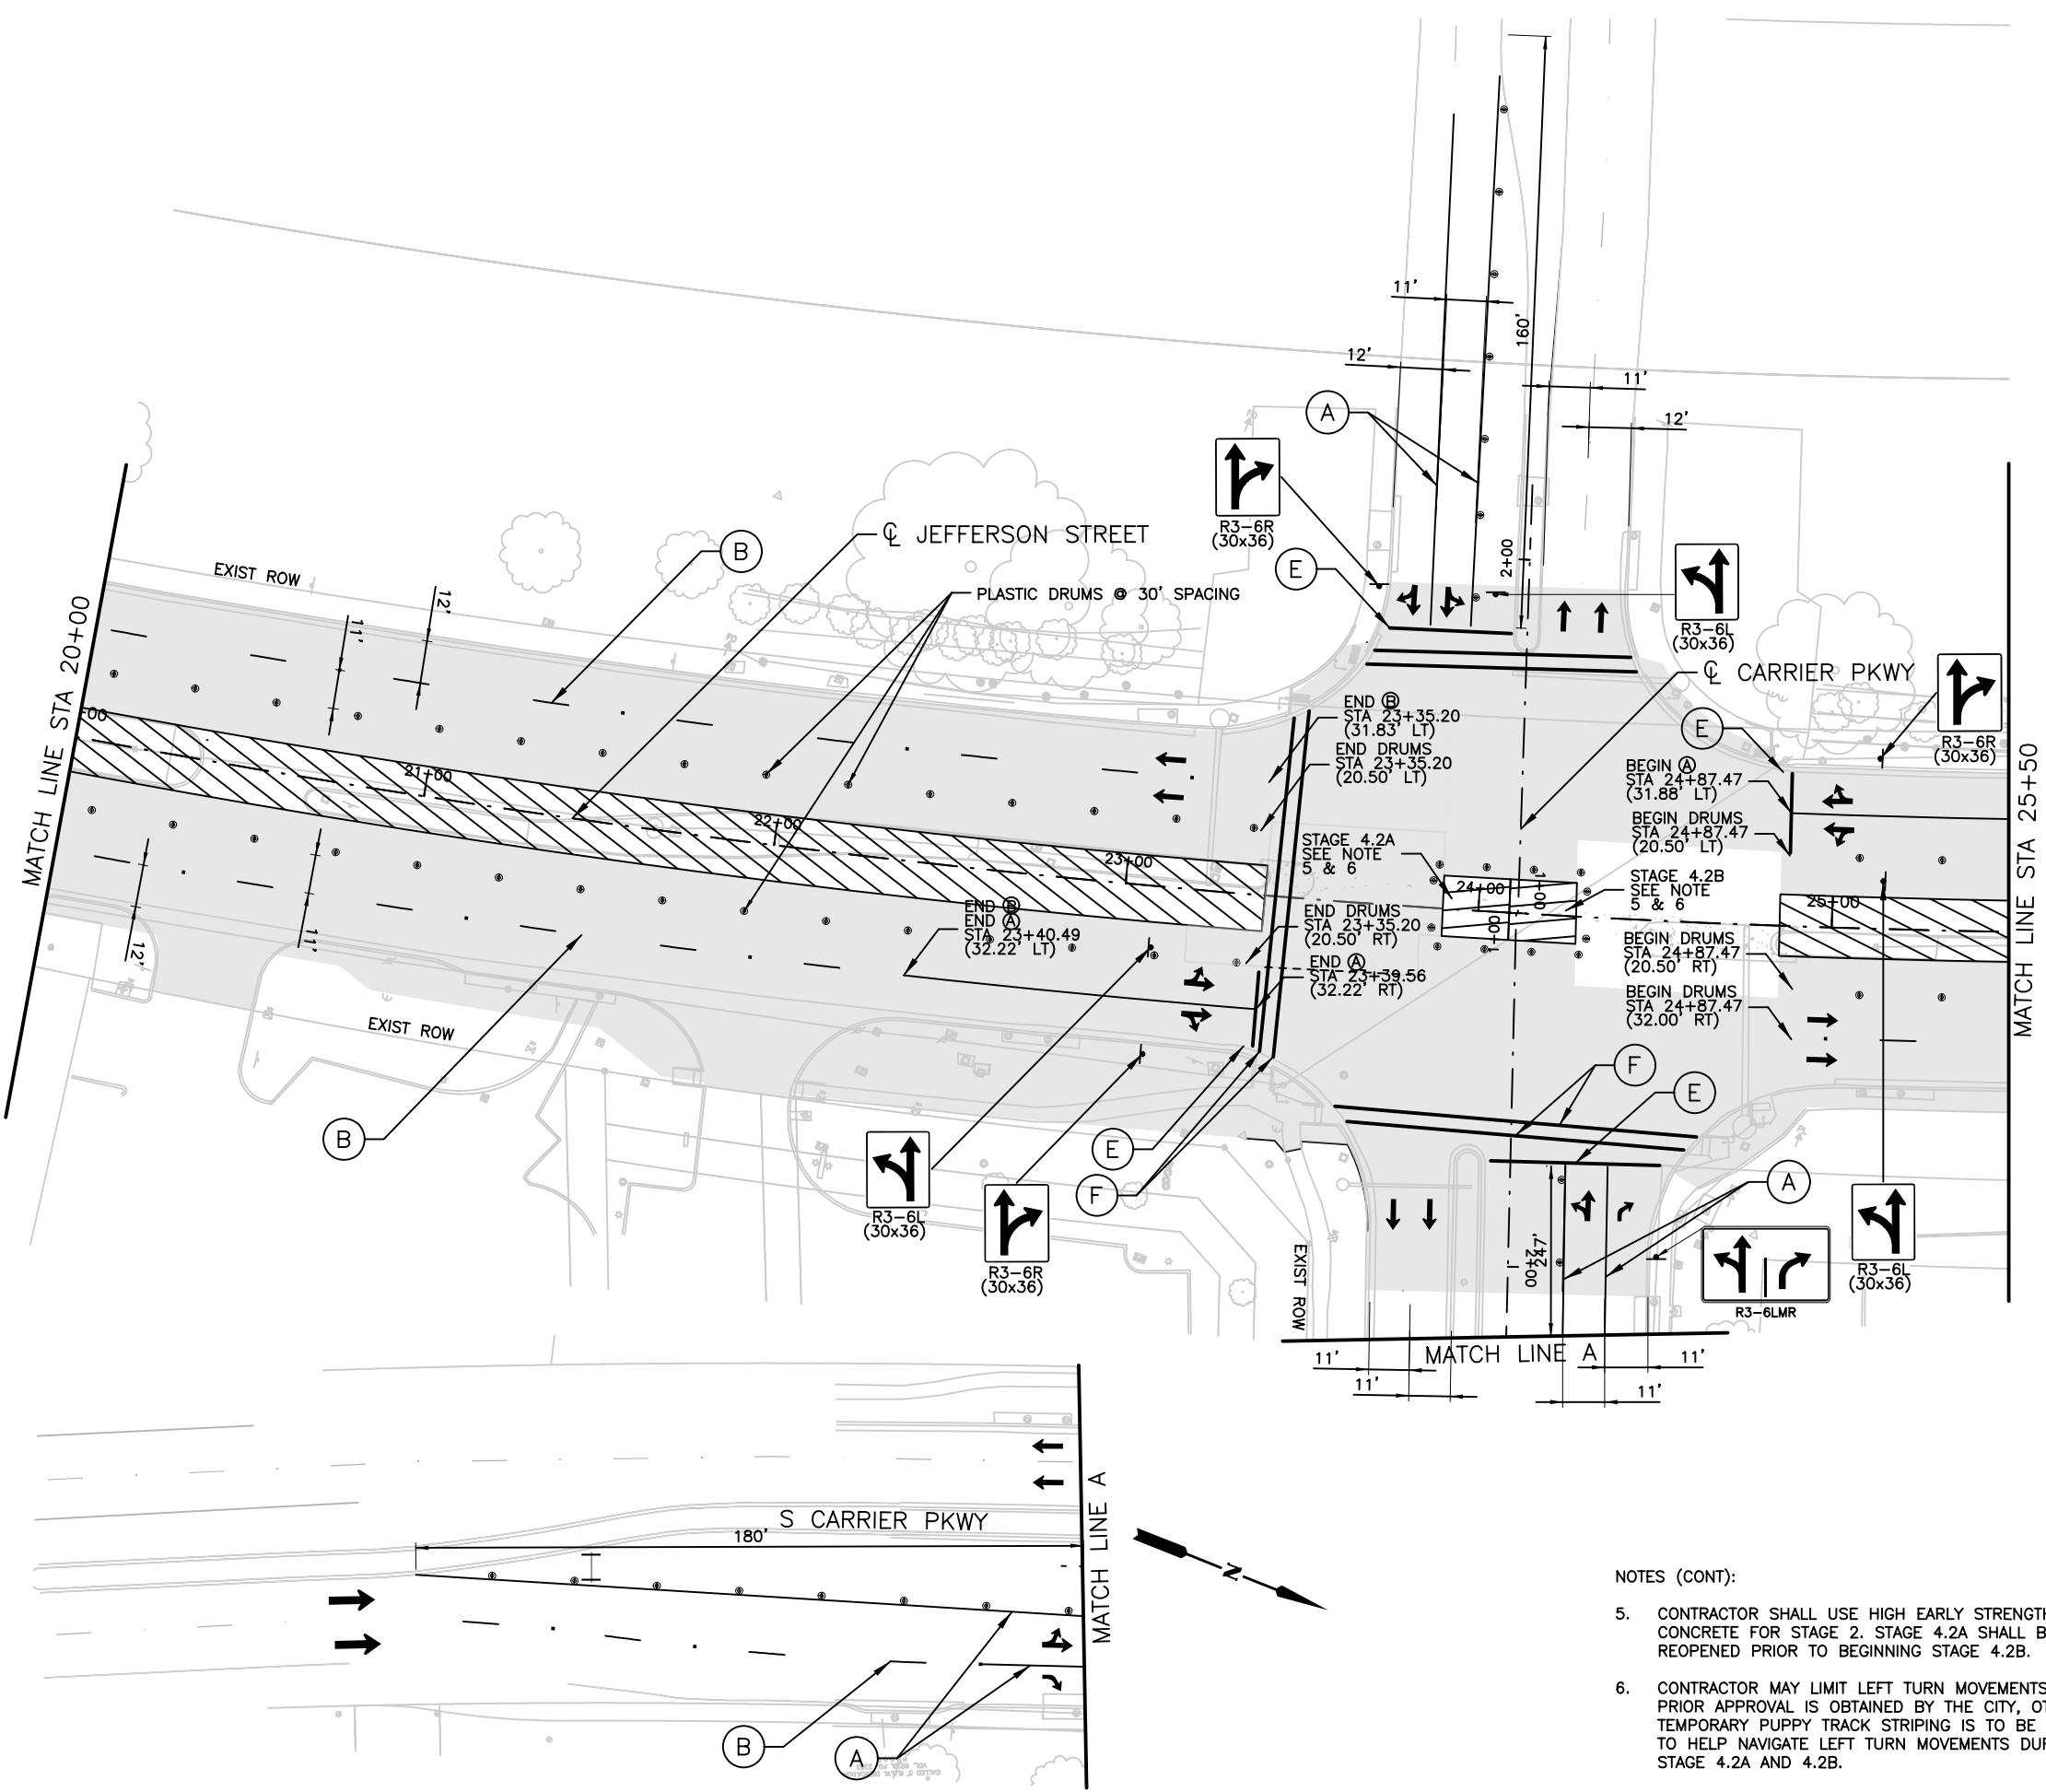 11'
160'
12'
11'
12'
A
R3-6R
(30x36)
E
2+00
R3-6L
(30x36)
℄ CARRIER PKWY
R3-6R
(30x36)
℄ JEFFERSON STREET
B
PLASTIC DRUMS @ 30' SPACING
EXIST ROW
12'
11'
MATCH LINE STA 20+00
21+00
22+00
23+00
24+00
25+00
1+00
1+00
END Ⓑ
STA 23+35.20
(31.83' LT)
END DRUMS
STA 23+35.20
(20.50' LT)
STAGE 4.2A
SEE NOTE
5 & 6
STAGE 4.2B
SEE NOTE
5 & 6
E
BEGIN Ⓐ
STA 24+87.47
(31.88' LT)
BEGIN DRUMS
STA 24+87.47
(20.50' LT)
MATCH LINE STA 25+50
END Ⓑ
END Ⓐ
STA 23+40.49
(32.22' LT)
END DRUMS
STA 23+35.20
(20.50' RT)
END Ⓐ
STA 23+39.56
(32.22' RT)
BEGIN DRUMS
STA 24+87.47
(20.50' RT)
BEGIN DRUMS
STA 24+87.47
(32.00' RT)
12'
11'
EXIST ROW
B
E
F
F
E
A
R3-6L
(30x36)
R3-6R
(30x36)
R3-6L
(30x36)
R3-6LMR
EXIST ROW
2+00
247'
MATCH LINE A
11'
11'
11'
11'
S CARRIER PKWY
180'
MATCH LINE A
B
A
N
NOTES (CONT):
5. CONTRACTOR SHALL USE HIGH EARLY STRENGTH
CONCRETE FOR STAGE 2. STAGE 4.2A SHALL B
REOPENED PRIOR TO BEGINNING STAGE 4.2B.
6. CONTRACTOR MAY LIMIT LEFT TURN MOVEMENTS
PRIOR APPROVAL IS OBTAINED BY THE CITY, OT
TEMPORARY PUPPY TRACK STRIPING IS TO BE
TO HELP NAVIGATE LEFT TURN MOVEMENTS DUR
STAGE 4.2A AND 4.2B.